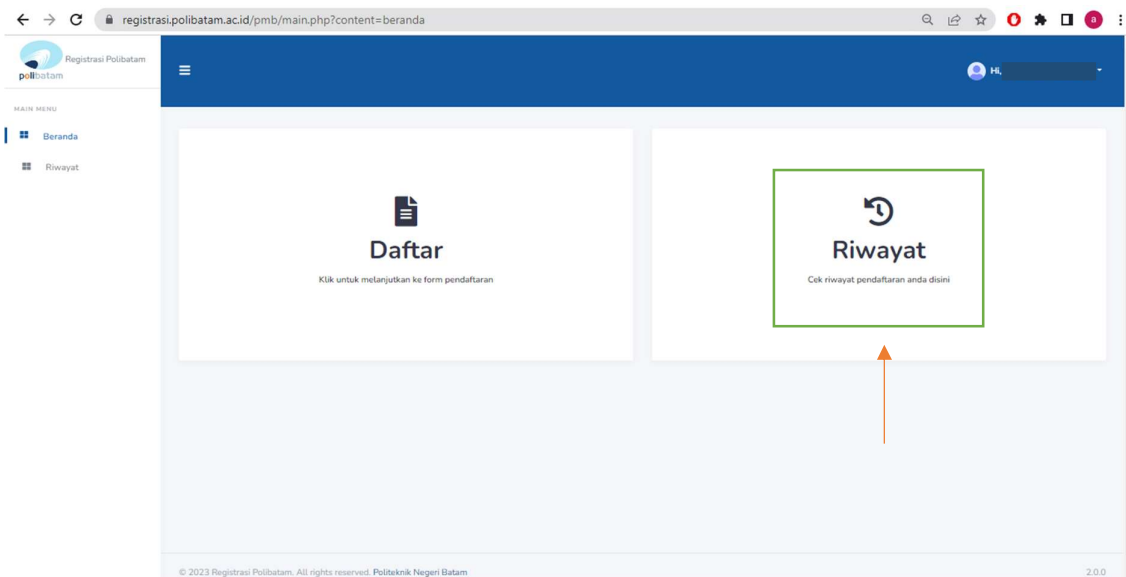 registrasi.polibatam.ac.id/pmb/main.php?content=beranda
a
polibatam
Registrasi Polibatam
Hi,
MAIN MENU
Beranda
Riwayat
Daftar
Klik untuk melanjutkan ke form pendaftaran
Riwayat
Cek riwayat pendaftaran anda disini
© 2023 Registrasi Polibatam. All rights reserved. Politeknik Negeri Batam
2.0.0